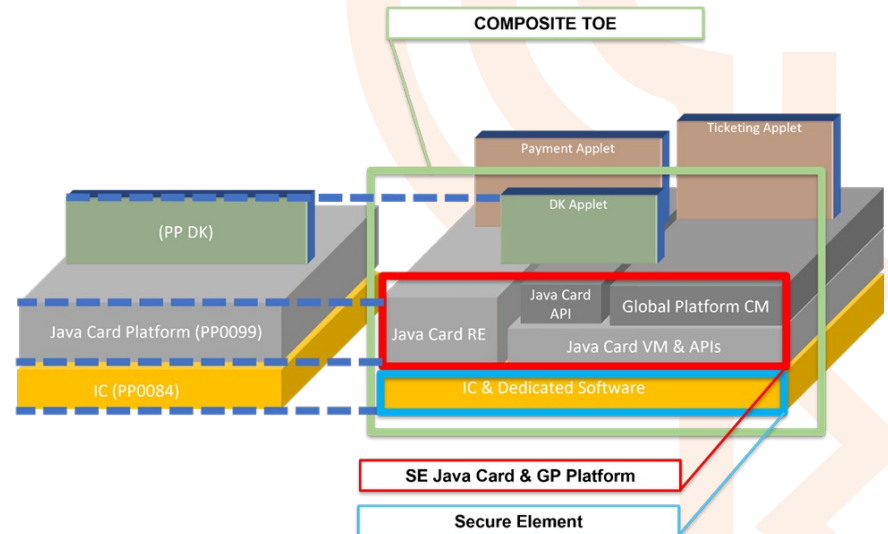 COMPOSITE TOE
Ticketing Applet
Payment Applet
DK Applet
(PP DK)
Java Card
API
Global Platform CM
Java Card Platform (PP0099)
Java Card RE
Java Card VM & APIs
IC (PP0084)
IC & Dedicated Software
SE Java Card & GP Platform
Secure Element